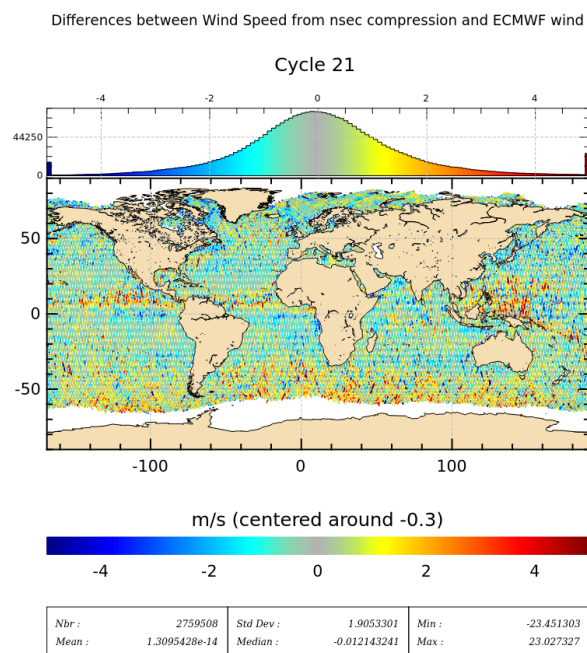 Differences between Wind Speed from nsec compression and ECMWF wind
Cycle 21
-4 -2 0 2 4
44250
0
50
0
-50
-100 0 100
m/s (centered around -0.3)
-4 -2 0 2 4
Nbr : 2759508 Std Dev : 1.9053301 Min : -23.451303
Mean : 1.3095428e-14 Median : -0.012143241 Max : 23.027327